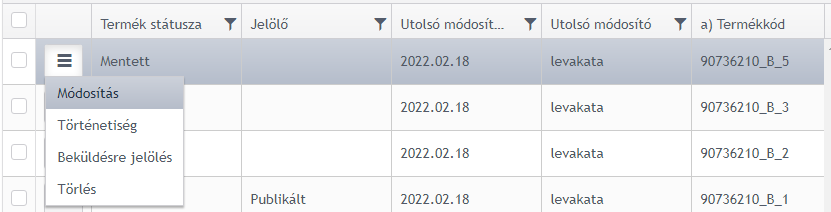 Termék státusza Jelölő Utolsó módosít... Utolsó módosító a) Termékkód
Mentett 2022.02.18 levakata 90736210_B_5
Módosítás
2022.02.18 levakata 90736210_B_3
Történetiség
Beküldésre jelölés 2022.02.18 levakata 90736210_B_2
Törlés
Publikált 2022.02.18 levakata 90736210_B_1